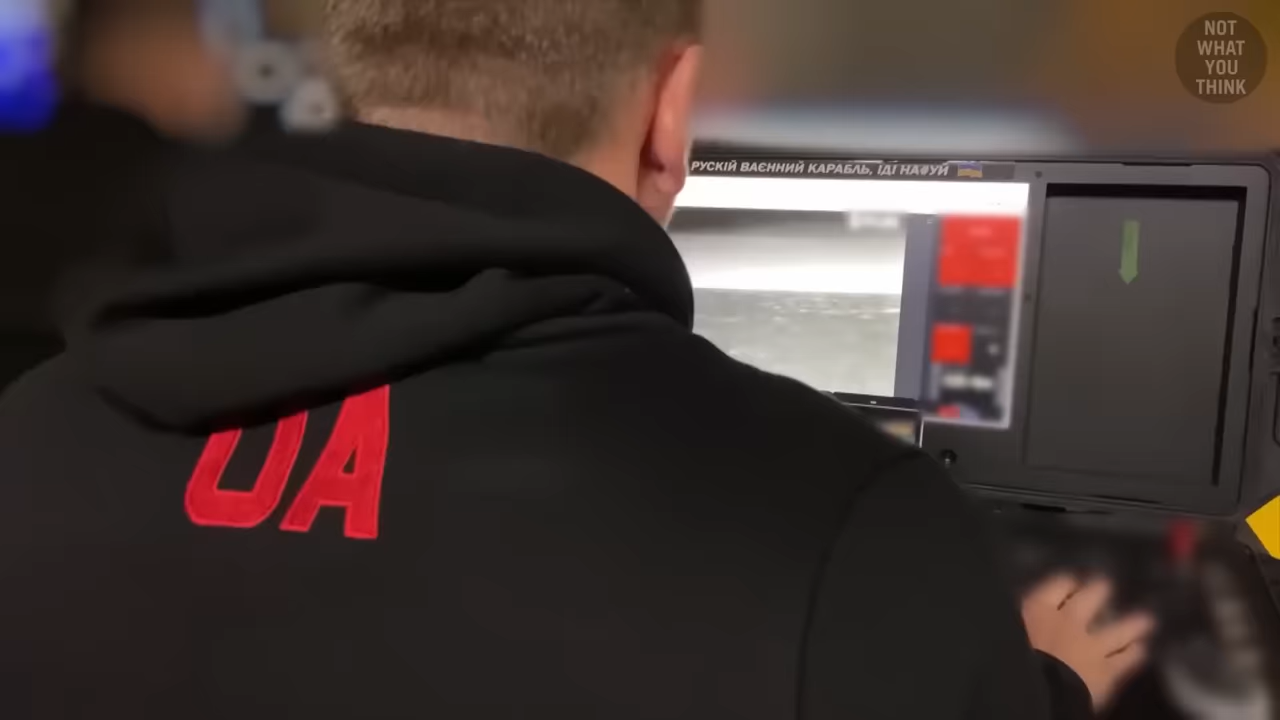 NOT
WHAT
YOU
THINK
РУСКІЙ ВАЄННИЙ КАРАБЛЬ, ІДІ НА#УЙ
UA